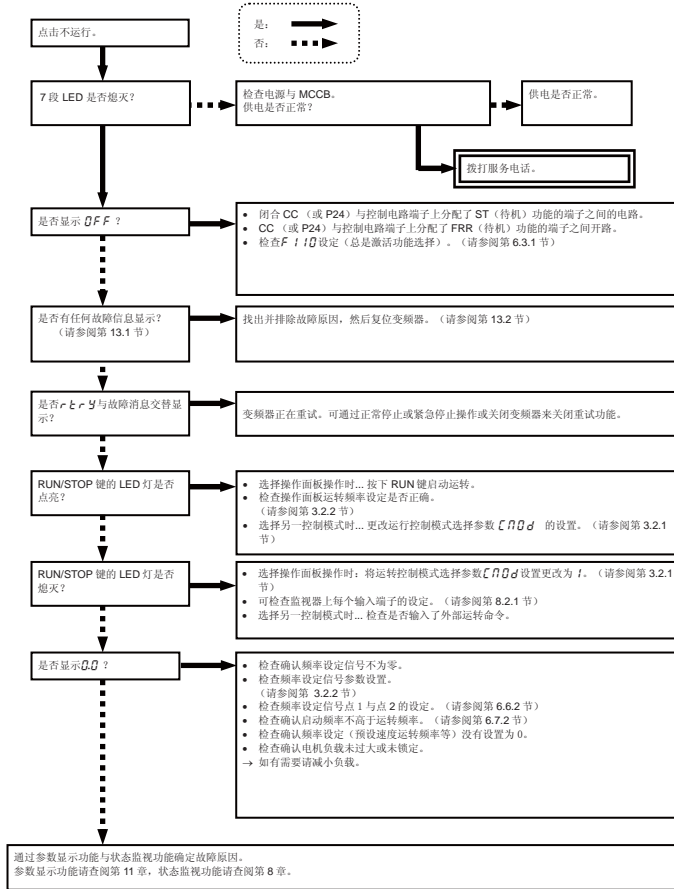 点击不运行。
是：
否：
7 段 LED 是否熄灭？
检查电源与 MCCB。
供电是否正常？
供电是否正常。
拨打服务电话。
是否显示 OFF ？
• 闭合 CC （或 P24）与控制电路端子上分配了 ST（待机）功能的端子之间的电路。
• CC （或 P24）与控制电路端子上分配了 FRR（待机）功能的端子之间开路。
• 检查F 110设定（总是激活功能选择）。（请参阅 6.3.1 节）
是否有任何故障信息显示？
（请参阅第 13.1 节）
找出并排除故障原因，然后复位变频器。（请参阅 13.2 节）
是否rtry与故障消息交替显
示？
变频器正在重试。可通过正常停止或紧急停止操作或关闭变频器来关闭重试功能。
RUN/STOP 键的 LED 灯是否
点亮？
• 选择操作面板操作时... 按下 RUN 键启动运转。
• 检查操作面板运转频率设定是否正确。
（请参阅 3.2.2 节）
• 选择另一控制模式时... 更改运行控制模式选择参数 CMOd 的设置。（请参阅 3.2.1
节）
RUN/STOP 键的 LED 灯是否
熄灭？
• 选择操作面板操作时：将运转控制模式选择参数CMOd设置更改为 1。（请参阅 3.2.1
节）
• 可检查监视器上每个输入端子的设定。（请参阅第 8.2.1 节）
• 选择另一控制模式时... 检查是否输入了外部运转命令。
是否显示0.0 ？
• 检查确认频率设定信号不为零。
• 检查频率设定信号参数设置。
（请参阅 3.2.2 节）
• 检查频率设定信号点 1 与点 2 的设定。（请参阅 6.6.2 节）
• 检查确认启动频率不高于运转频率。（请参阅 6.7.2 节）
• 检查确认频率设定（预设速度运转频率等）没有设置为 0。
• 检查确认电机负载未过大或未锁定。
→ 如有需要请减小负载。
通过参数显示功能与状态监视功能确定故障原因。
参数显示功能请查阅第 11 章，状态监视功能请查阅第 8 章。